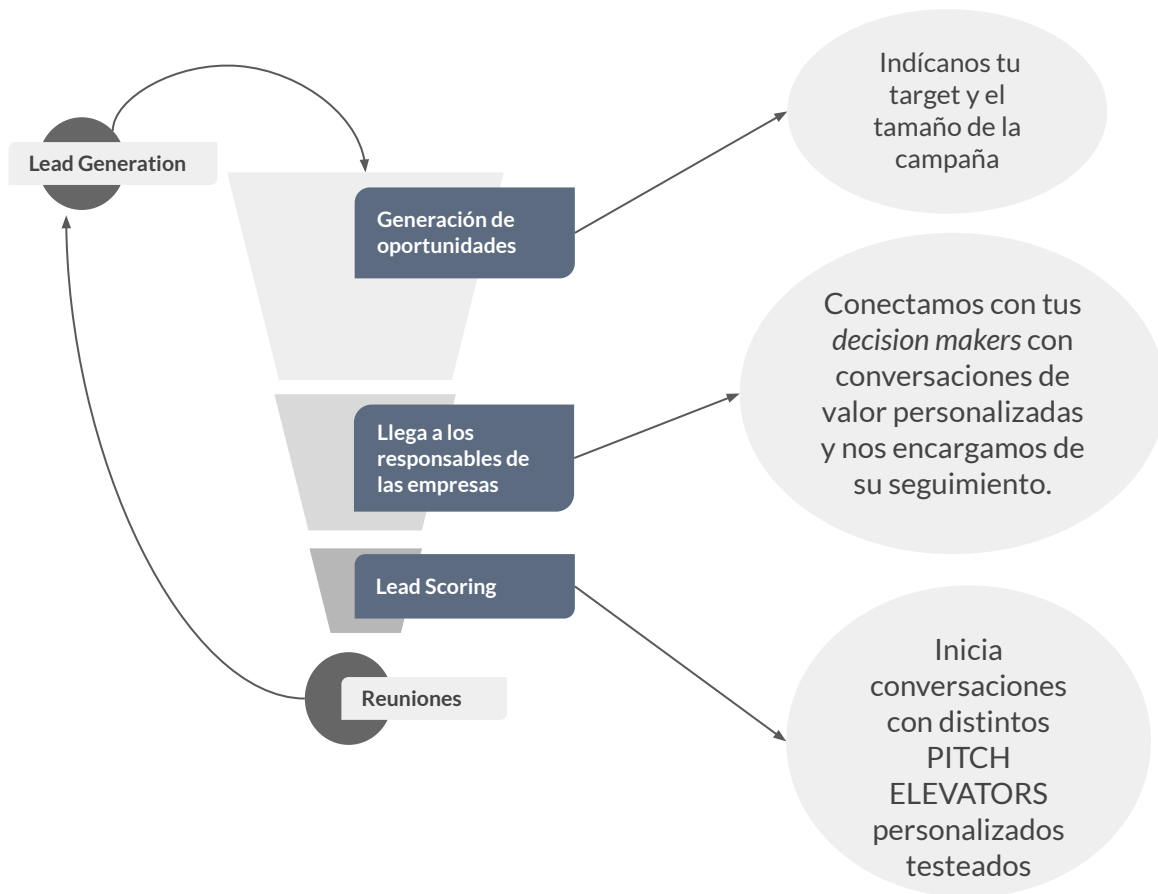 Lead Generation
Generación de
oportunidades
Indícanos tu
target y el
tamaño de la
campaña
Llega a los
responsables de
las empresas
Conectamos con tus
decision makers con
conversaciones de
valor personalizadas
y nos encargamos de
su seguimiento.
Lead Scoring
Inicia
conversaciones
con distintos
PITCH
ELEVATORS
personalizados
testeados
Reuniones